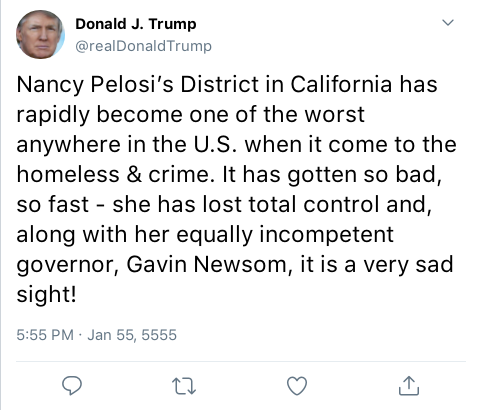 Donald J. Trump
@realDonaldTrump
Nancy Pelosi’s District in California has
rapidly become one of the worst
anywhere in the U.S. when it come to the
homeless & crime. It has gotten so bad,
so fast - she has lost total control and,
along with her equally incompetent
governor, Gavin Newsom, it is a very sad
sight!
5:55 PM · Jan 55, 5555